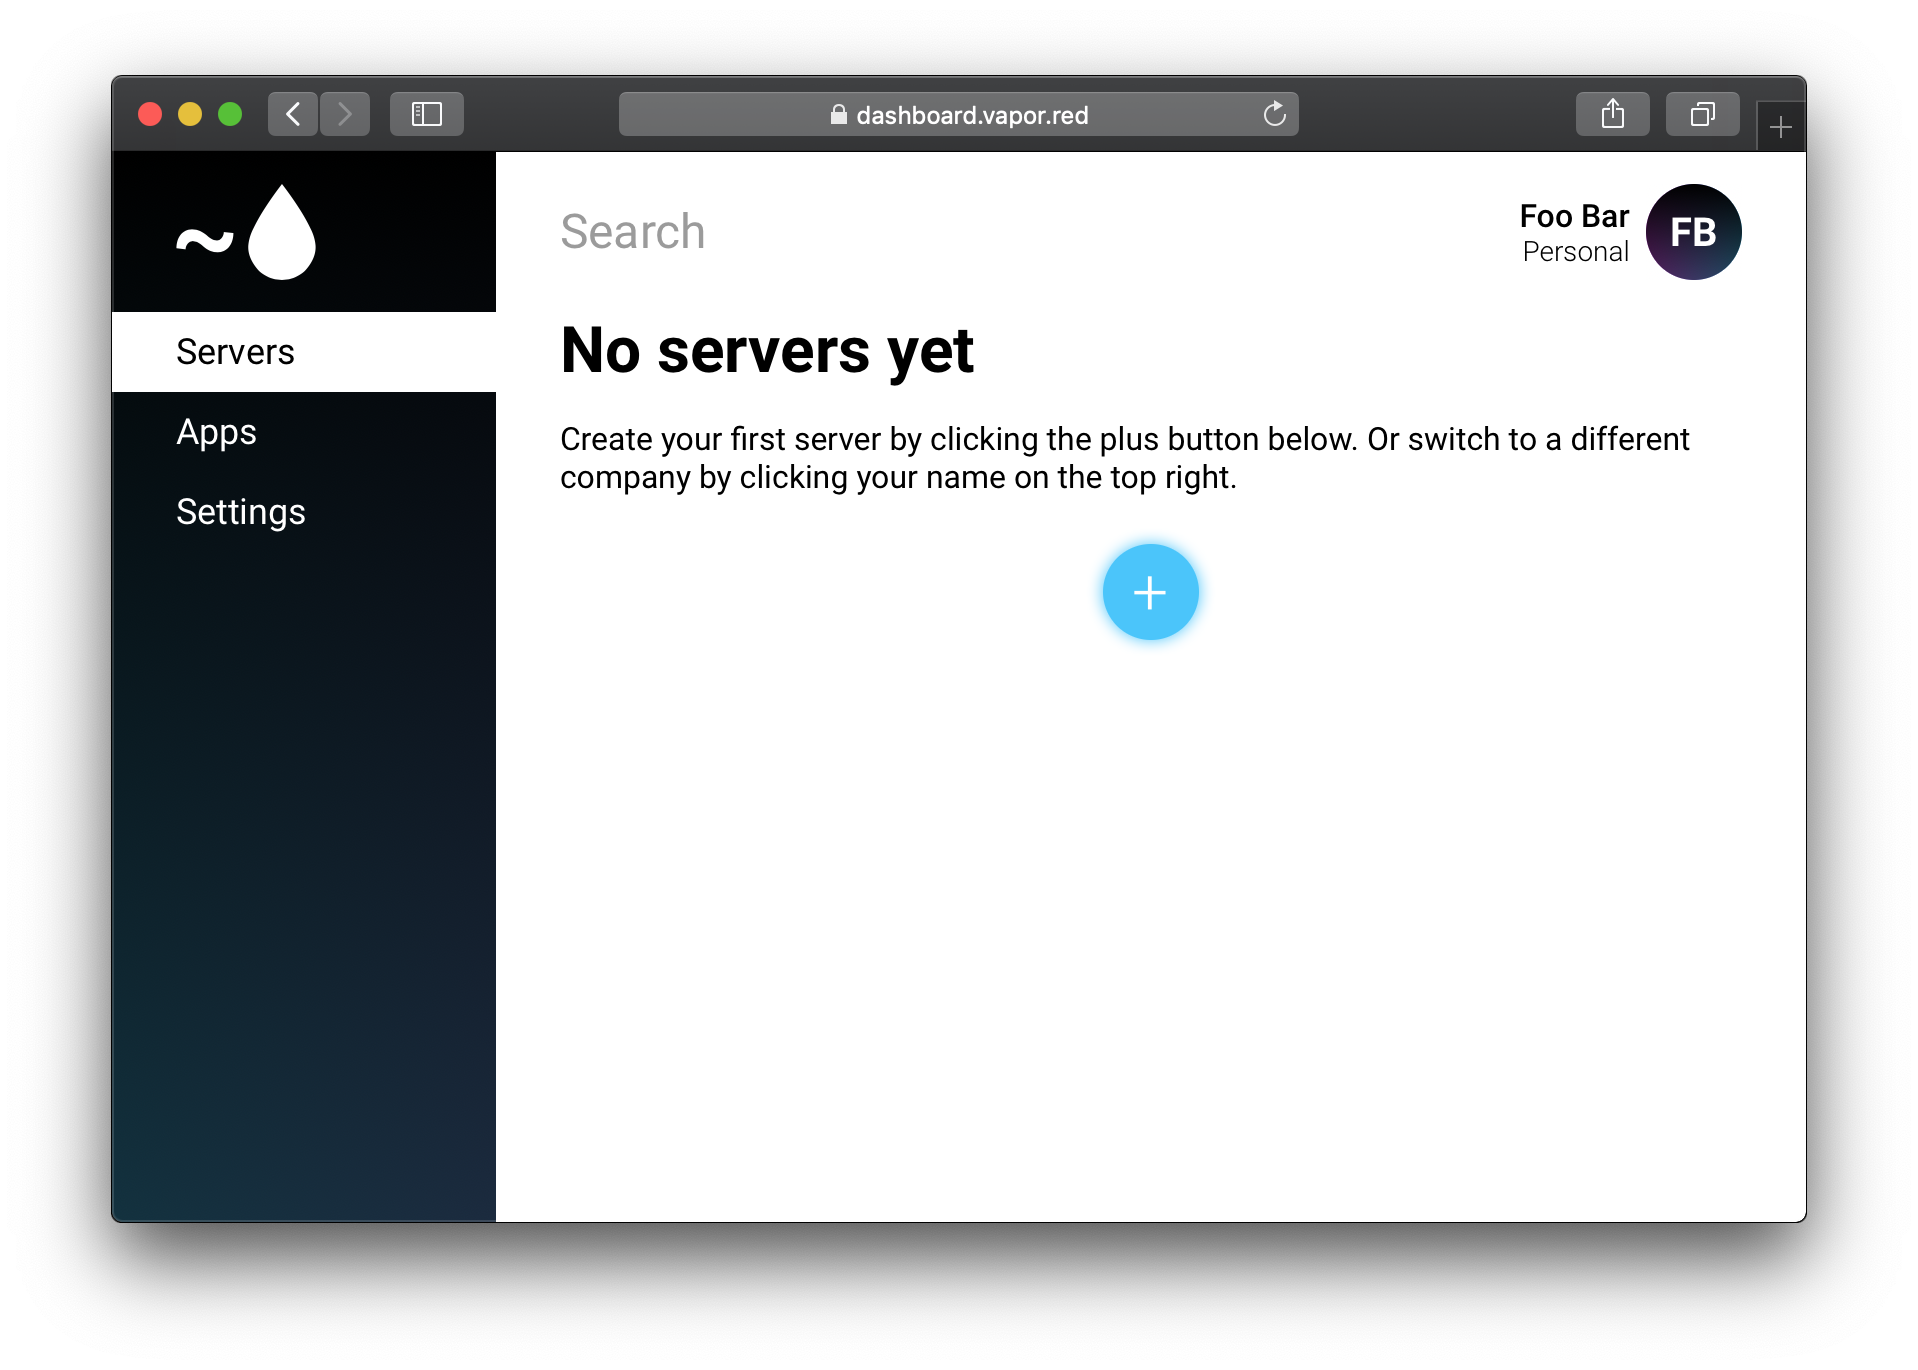 dashboard.vapor.red
~
Search
Foo Bar
Personal
FB
Servers
Apps
Settings
No servers yet
Create your first server by clicking the plus button below. Or switch to a different
company by clicking your name on the top right.
+